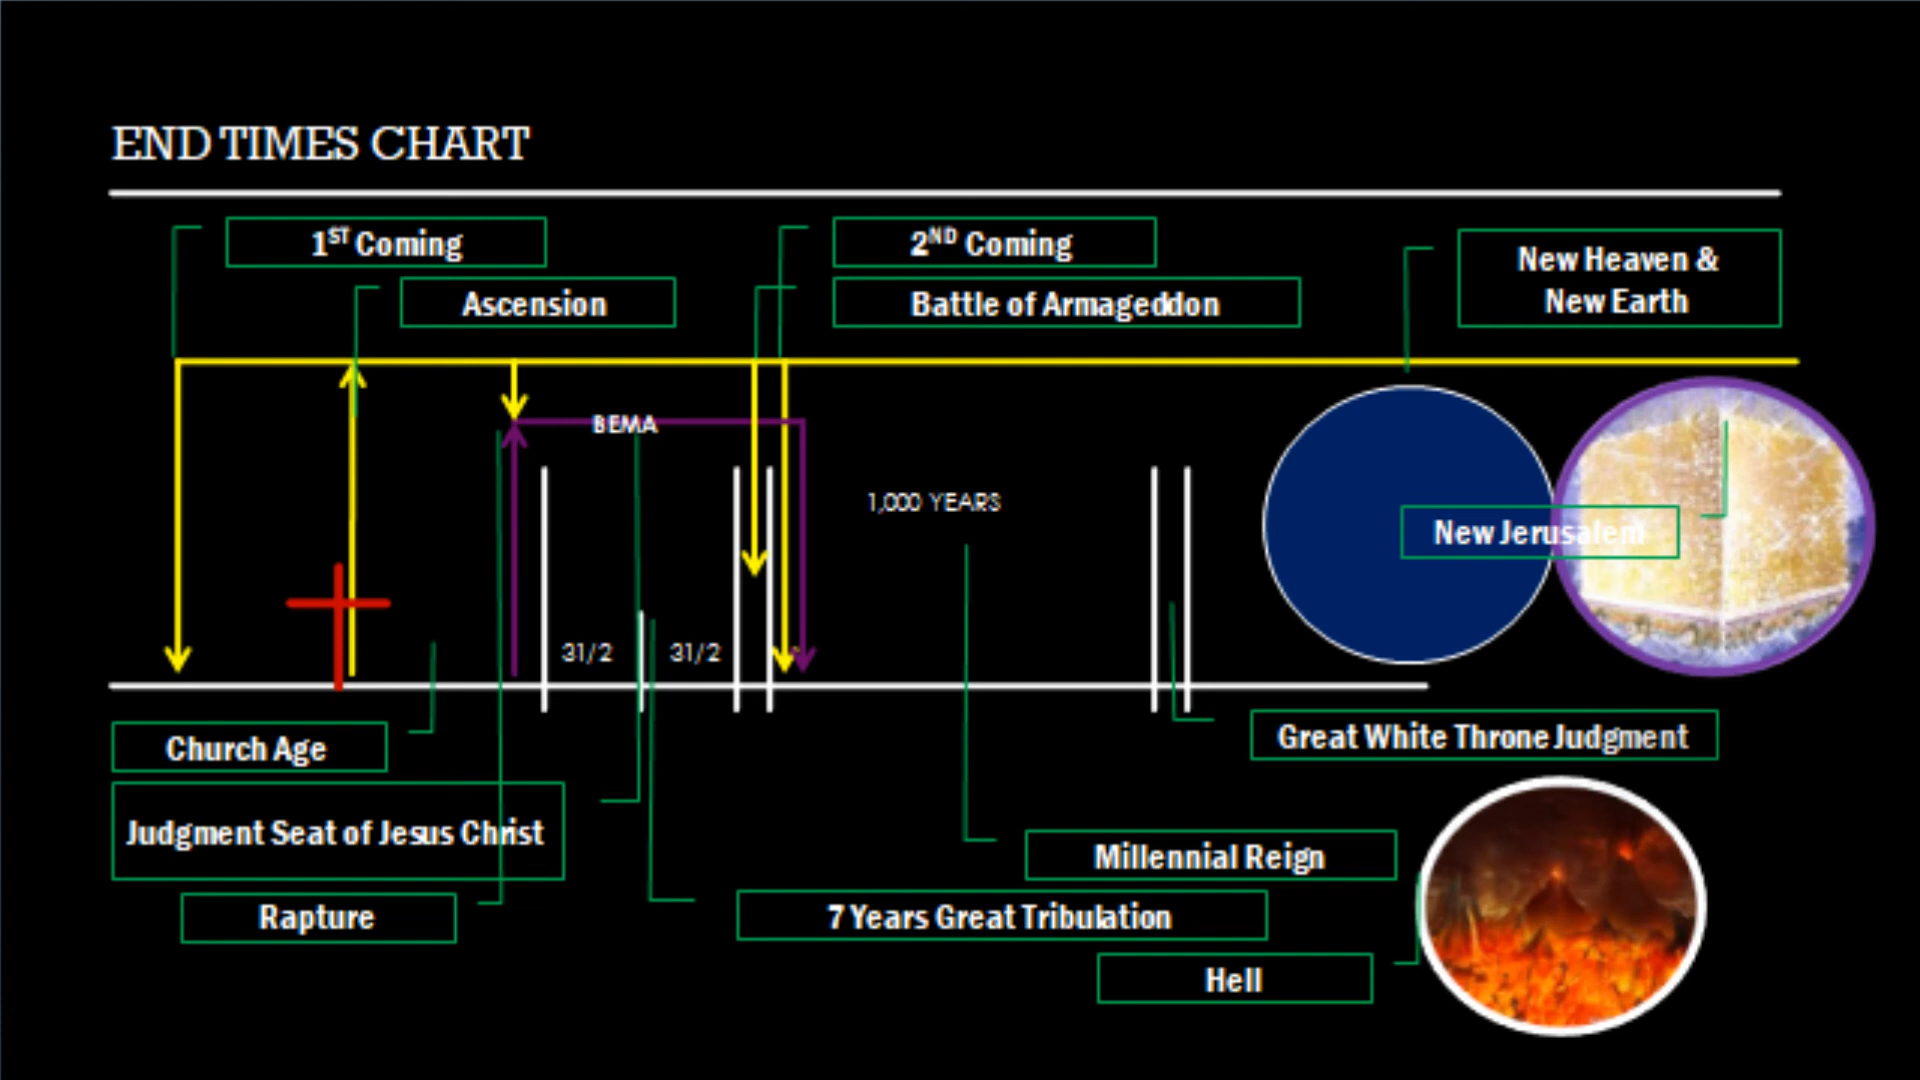 END TIMES CHART
1ST Coming
2ND Coming
New Heaven &
New Earth
Ascension
Battle of Armageddon
BEMA
1,000 YEARS
New Jerusalem
31/2
31/2
Church Age
Great White Throne Judgment
Judgment Seat of Jesus Christ
Millennial Reign
Rapture
7 Years Great Tribulation
Hell